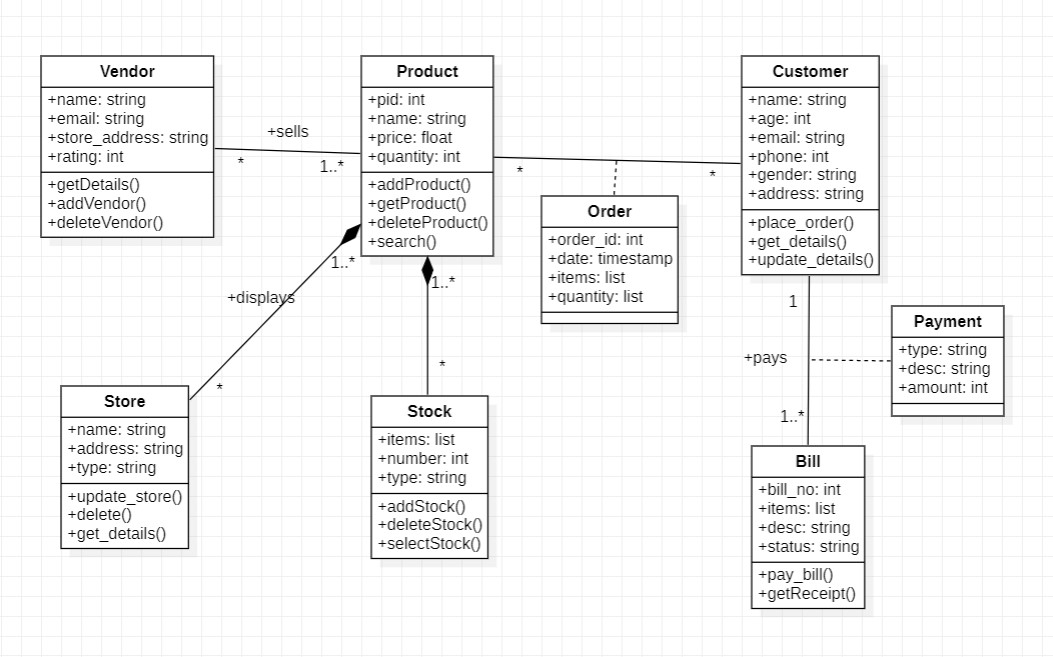 Vendor
+name: string
+email: string
+store_address: string
+rating: int
+getDetails()
+addVendor()
+deleteVendor()
+sells
*
1..*
Product
+pid: int
+name: string
+price: float
+quantity: int
+addProduct()
+getProduct()
+deleteProduct()
+search()
*
*
Customer
+name: string
+age: int
+email: string
+phone: int
+gender: string
+address: string
+place_order()
+get_details()
+update_details()
Order
+order_id: int
+date: timestamp
+items: list
+quantity: list
1..*
+displays
*
1..*
*
1
+pays
1..*
Payment
+type: string
+desc: string
+amount: int
Store
+name: string
+address: string
+type: string
+update_store()
+delete()
+get_details()
Stock
+items: list
+number: int
+type: string
+addStock()
+deleteStock()
+selectStock()
Bill
+bill_no: int
+items: list
+desc: string
+status: string
+pay_bill()
+getReceipt()